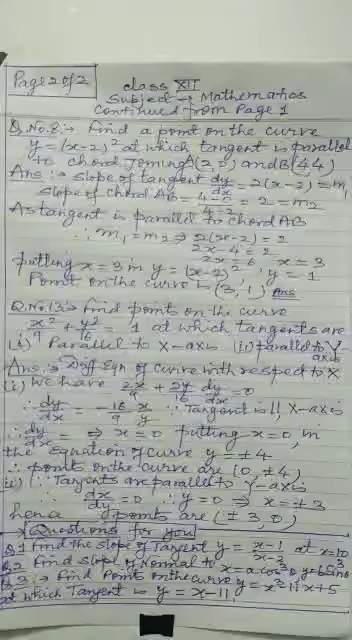 Page 2 of 2
class XII
Subject → Mathematics
Continued from Page 1
Q.No.8:→ Find a point on the curve
y=(x-2)² at which tangent is parallel
to chord Joining A(2 0) and B(4 4)
Ans:→ Slope of tangent dy/dx = 2(x-2) = m₁
Slope of chord AB = 4-0/4-2 = 2 = m₂
As tangent is parallel to chord AB
∴ m₁ = m₂ ⇒ 2(x-2) = 2
2x-4=2
2x=6 x=3
putting x=3 in y=(x-2)², y=1
Point on the curve is (3,1) Ans
Q.No.13:→ Find points on the curve
x²/9 + y²/16 = 1 at which tangents are
(i) Parallel to X-axis (ii) parallel to Y-
axis
Ans:→ Diff Eqn of curve with respect to X
(i) We have 2x/9 + 2y/16 dy/dx = 0
∴ dy/dx = -16/9 x/y ∵ Tangent is || X-axis
∴ dy/dx = ⇒ x=0 putting x=0, in
the equation of curve y=±4
∴ points on the curve are (0,±4)
ii) ∵ Tangents are parallel to Y-axis
∴ dx/dy = 0 ∴ y=0 ⇒ x=±3
hence points are (±3,0)
Questions for you
Q.1 Find the Slope of Tangent y = x-1/x-2 at x=10
Q2 Find Slope of Normal to x=a cos³θ y=b sin³θ
Q3:→ Find Points on the curve y=x³-11x+5
at which Tangent is y=x-11